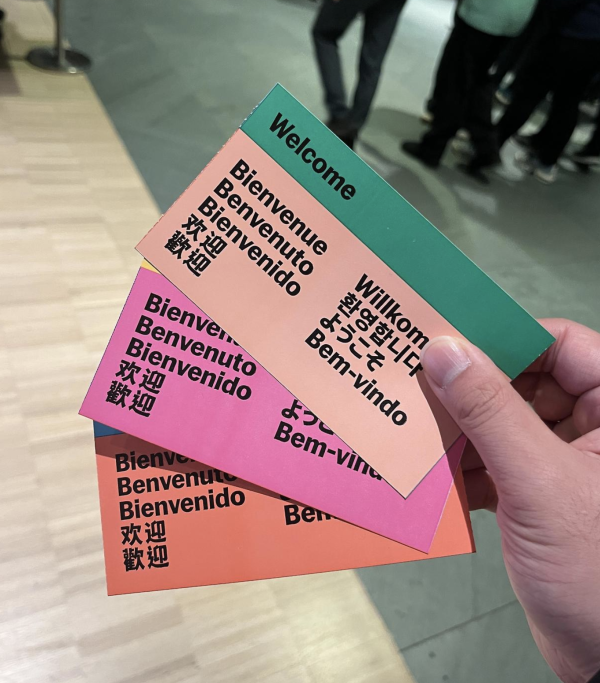 Welcome
Bienvenue
Benvenuto
Bienvenido
欢迎
歡迎
Willkom
환영합니다
ようこそ
Bem-vindo
Bienven
Benvenuto
Bienvenido
欢迎
歡迎
ようこ
Bem-vind
Bienve
Benvenuto
Bienvenido
欢迎
歡迎
Bem